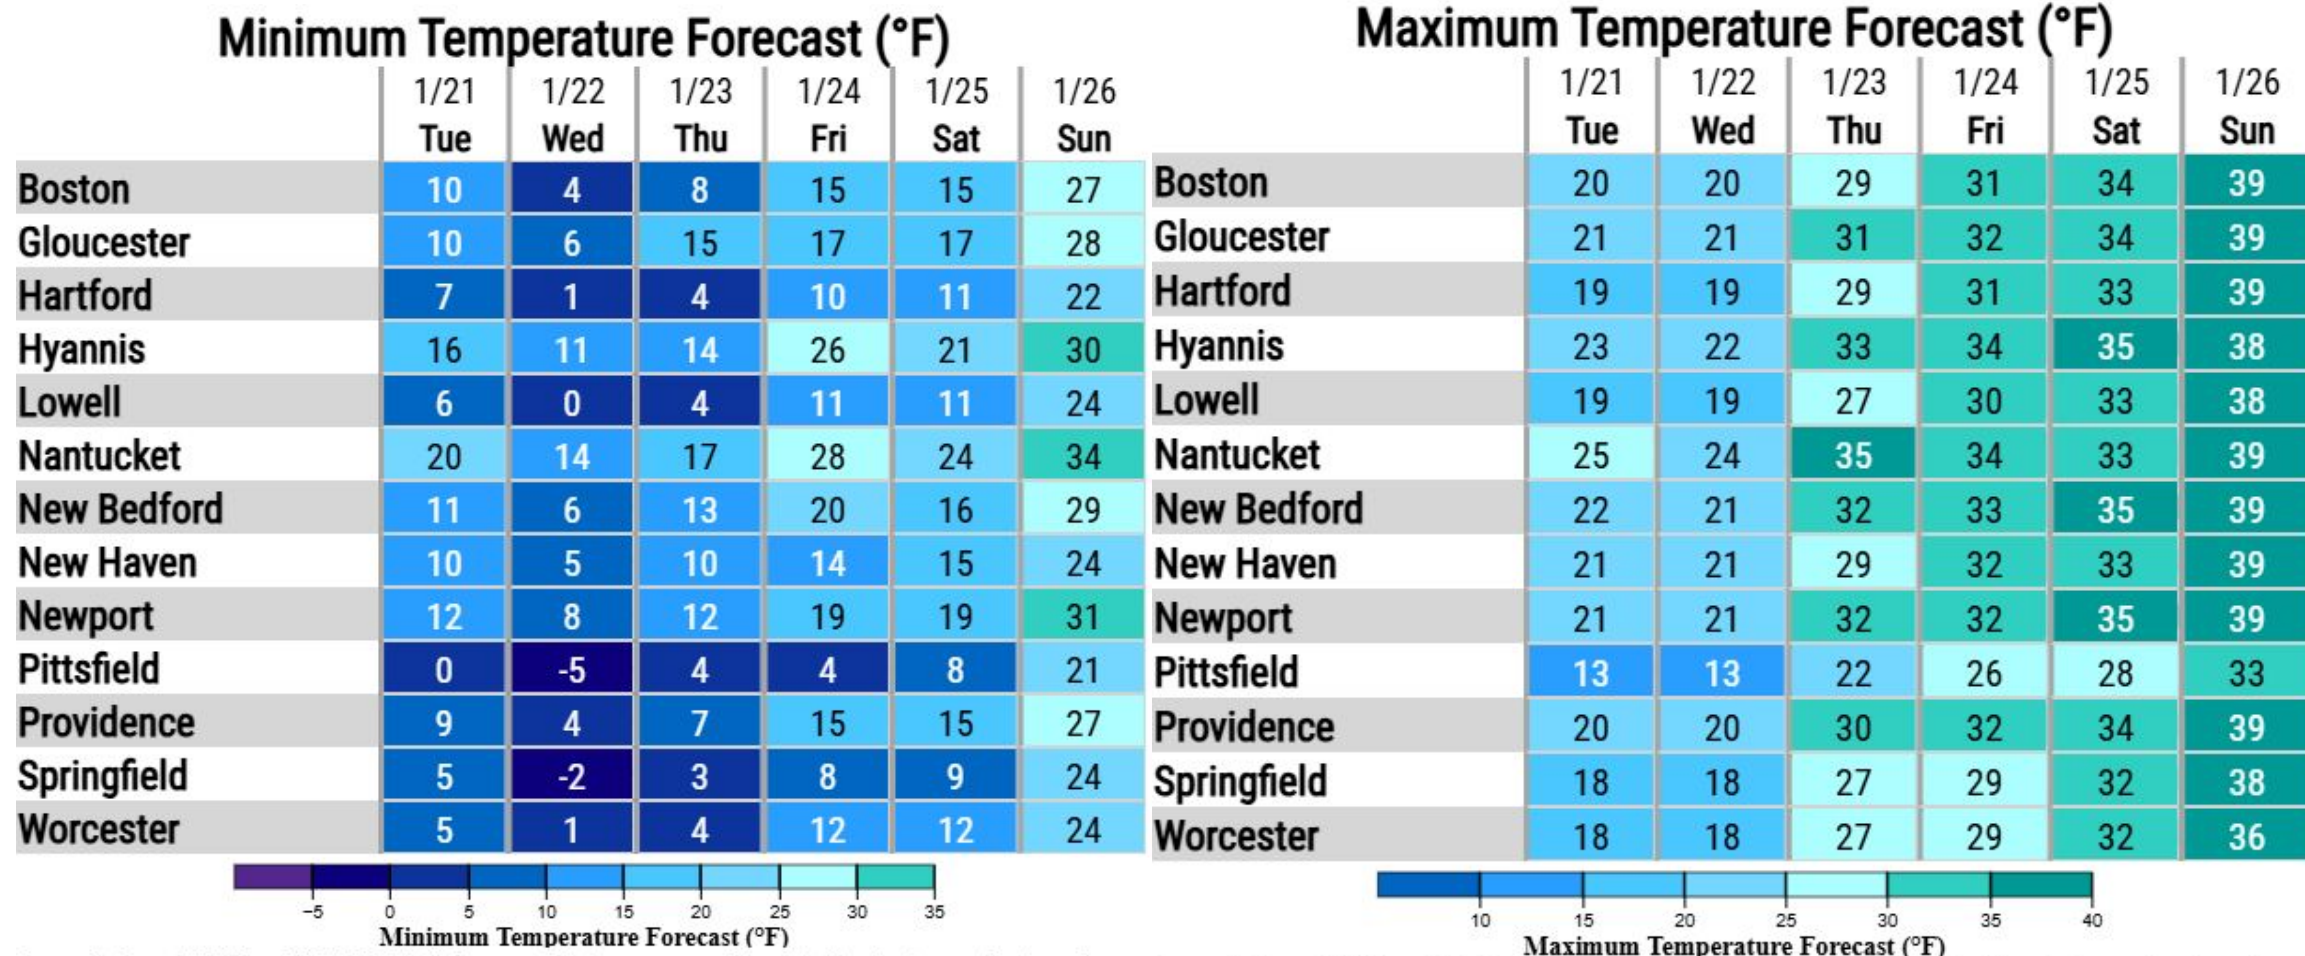 Minimum Temperature Forecast (°F)
1/21 1/22 1/23 1/24 1/25 1/26
Tue Wed Thu Fri Sat Sun
Boston 10 4 8 15 15 27
Gloucester 10 6 15 17 17 28
Hartford 7 1 4 10 11 22
Hyannis 16 11 14 26 21 30
Lowell 6 0 4 11 11 24
Nantucket 20 14 17 28 24 34
New Bedford 11 6 13 20 16 29
New Haven 10 5 10 14 15 24
Newport 12 8 12 19 19 31
Pittsfield 0 -5 4 4 8 21
Providence 9 4 7 15 15 27
Springfield 5 -2 3 8 9 24
Worcester 5 1 4 12 12 24
−5 0 5 10 15 20 25 30 35
Minimum Temperature Forecast (°F)
Maximum Temperature Forecast (°F)
1/21 1/22 1/23 1/24 1/25 1/26
Tue Wed Thu Fri Sat Sun
Boston 20 20 29 31 34 39
Gloucester 21 21 31 32 34 39
Hartford 19 19 29 31 33 39
Hyannis 23 22 33 34 35 38
Lowell 19 19 27 30 33 38
Nantucket 25 24 35 34 33 39
New Bedford 22 21 32 33 35 39
New Haven 21 21 29 32 33 39
Newport 21 21 32 32 35 39
Pittsfield 13 13 22 26 28 33
Providence 20 20 30 32 34 39
Springfield 18 18 27 29 32 38
Worcester 18 18 27 29 32 36
10 15 20 25 30 35 40
Maximum Temperature Forecast (°F)